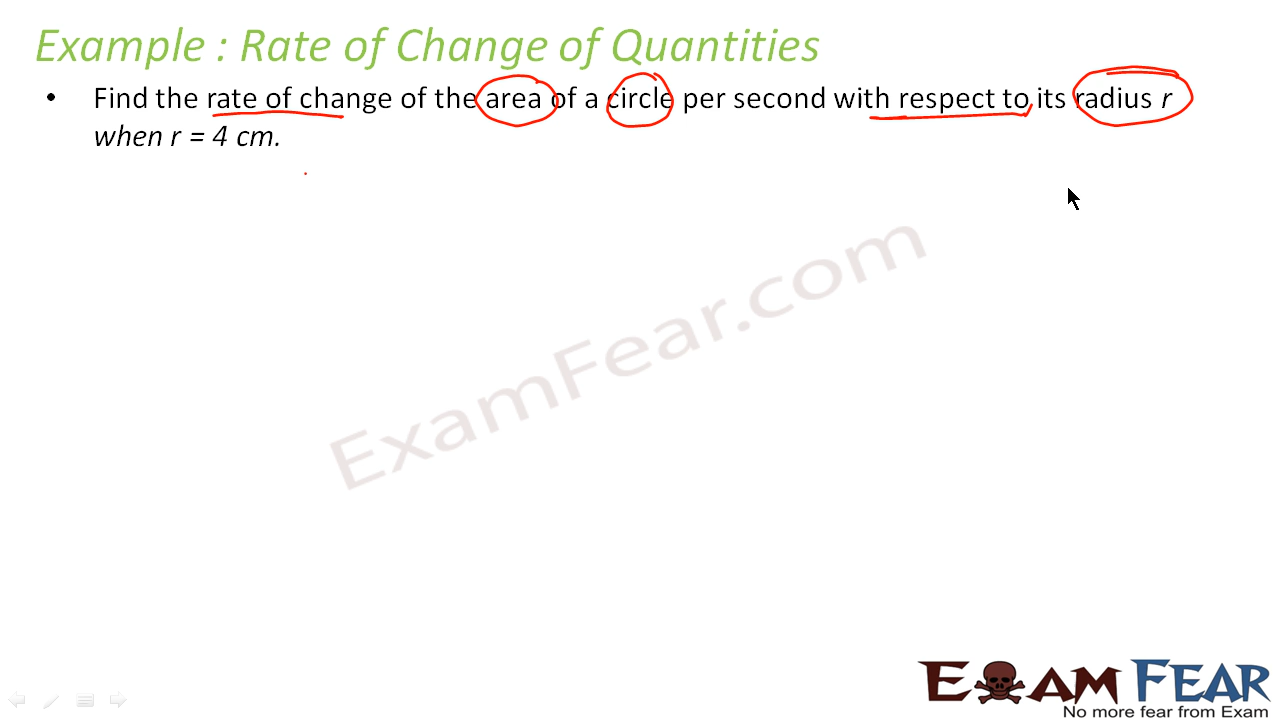 Example : Rate of Change of Quantities
• Find the rate of change of the area of a circle per second with respect to its radius r
when r = 4 cm.
ExamFear.com
EXAM FEAR
No more fear from Exam